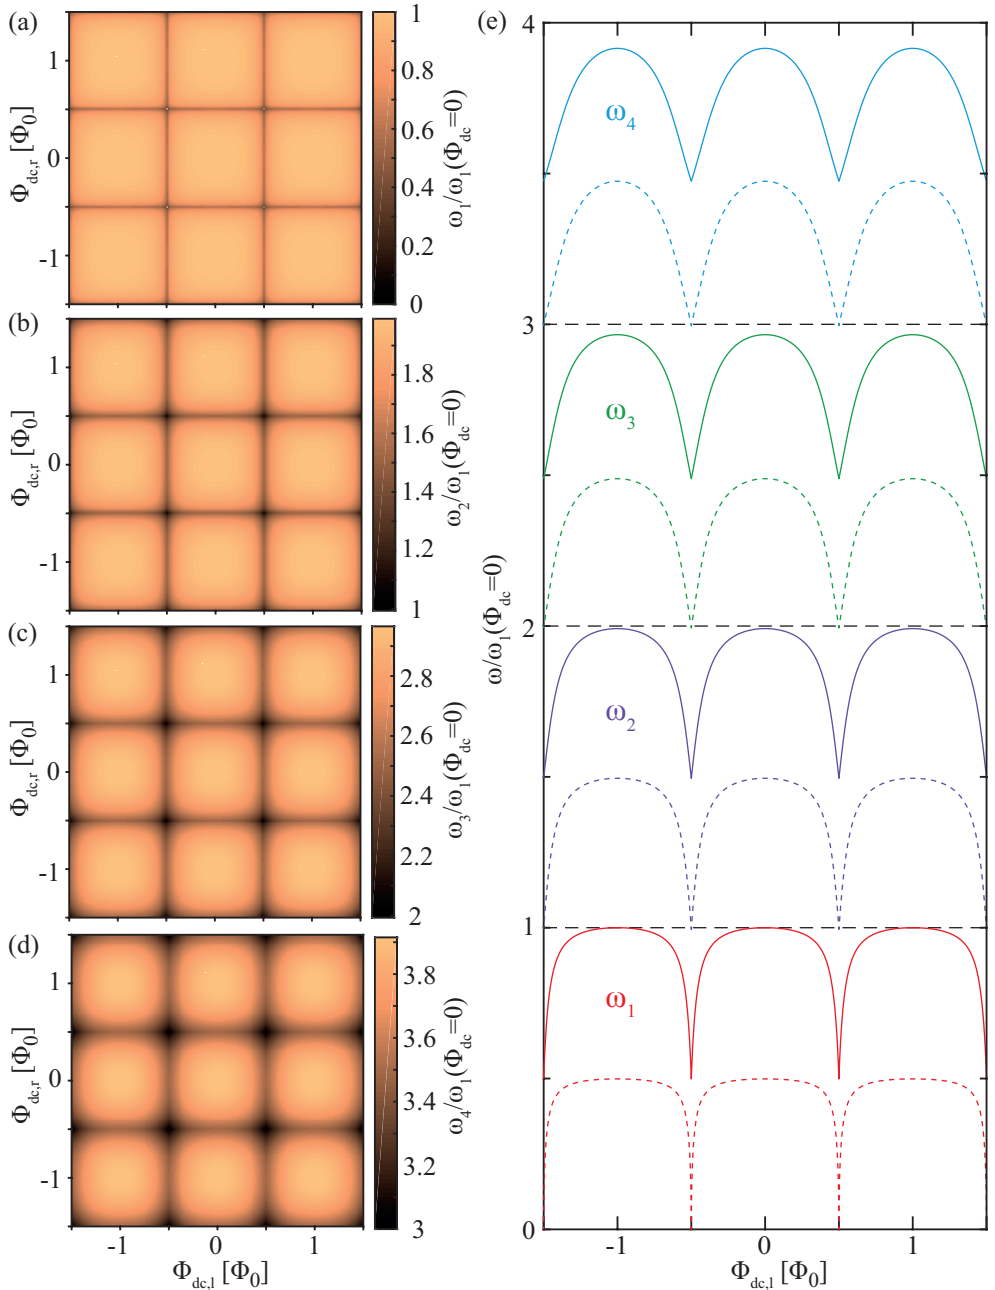 (a)
1
0
-1
Φdc,r [Φ0]
1
0.8
0.6
0.4
0.2
0
ω1/ω1(Φdc=0)
(b)
1
0
-1
Φdc,r [Φ0]
1.8
1.6
1.4
1.2
1
ω2/ω1(Φdc=0)
(c)
1
0
-1
Φdc,r [Φ0]
2.8
2.6
2.4
2.2
2
ω3/ω1(Φdc=0)
(d)
1
0
-1
Φdc,r [Φ0]
3.8
3.6
3.4
3.2
3
ω4/ω1(Φdc=0)
-1 0 1
Φdc,l [Φ0]
(e)
4
3
2
1
0
ω/ω1(Φdc=0)
ω4
ω3
ω2
ω1
-1 0 1
Φdc,l [Φ0]